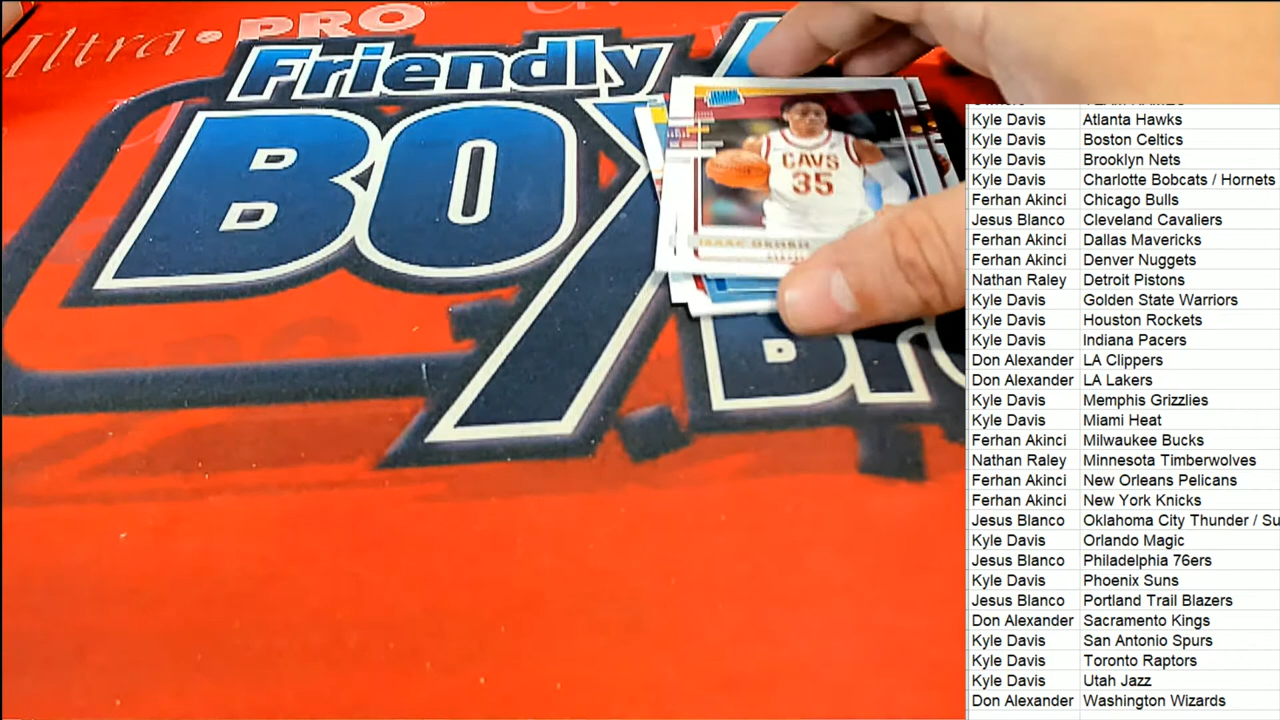 Ultra•PRO
Friendly
BOX
CAVS
35
ISAAC OKORO
Kyle Davis Atlanta Hawks
Kyle Davis Boston Celtics
Kyle Davis Brooklyn Nets
Kyle Davis Charlotte Bobcats / Hornets
Ferhan Akinci Chicago Bulls
Jesus Blanco Cleveland Cavaliers
Ferhan Akinci Dallas Mavericks
Ferhan Akinci Denver Nuggets
Nathan Raley Detroit Pistons
Kyle Davis Golden State Warriors
Kyle Davis Houston Rockets
Kyle Davis Indiana Pacers
Don Alexander LA Clippers
Don Alexander LA Lakers
Kyle Davis Memphis Grizzlies
Kyle Davis Miami Heat
Ferhan Akinci Milwaukee Bucks
Nathan Raley Minnesota Timberwolves
Ferhan Akinci New Orleans Pelicans
Ferhan Akinci New York Knicks
Jesus Blanco Oklahoma City Thunder / Su
Kyle Davis Orlando Magic
Jesus Blanco Philadelphia 76ers
Kyle Davis Phoenix Suns
Jesus Blanco Portland Trail Blazers
Don Alexander Sacramento Kings
Kyle Davis San Antonio Spurs
Kyle Davis Toronto Raptors
Kyle Davis Utah Jazz
Don Alexander Washington Wizards